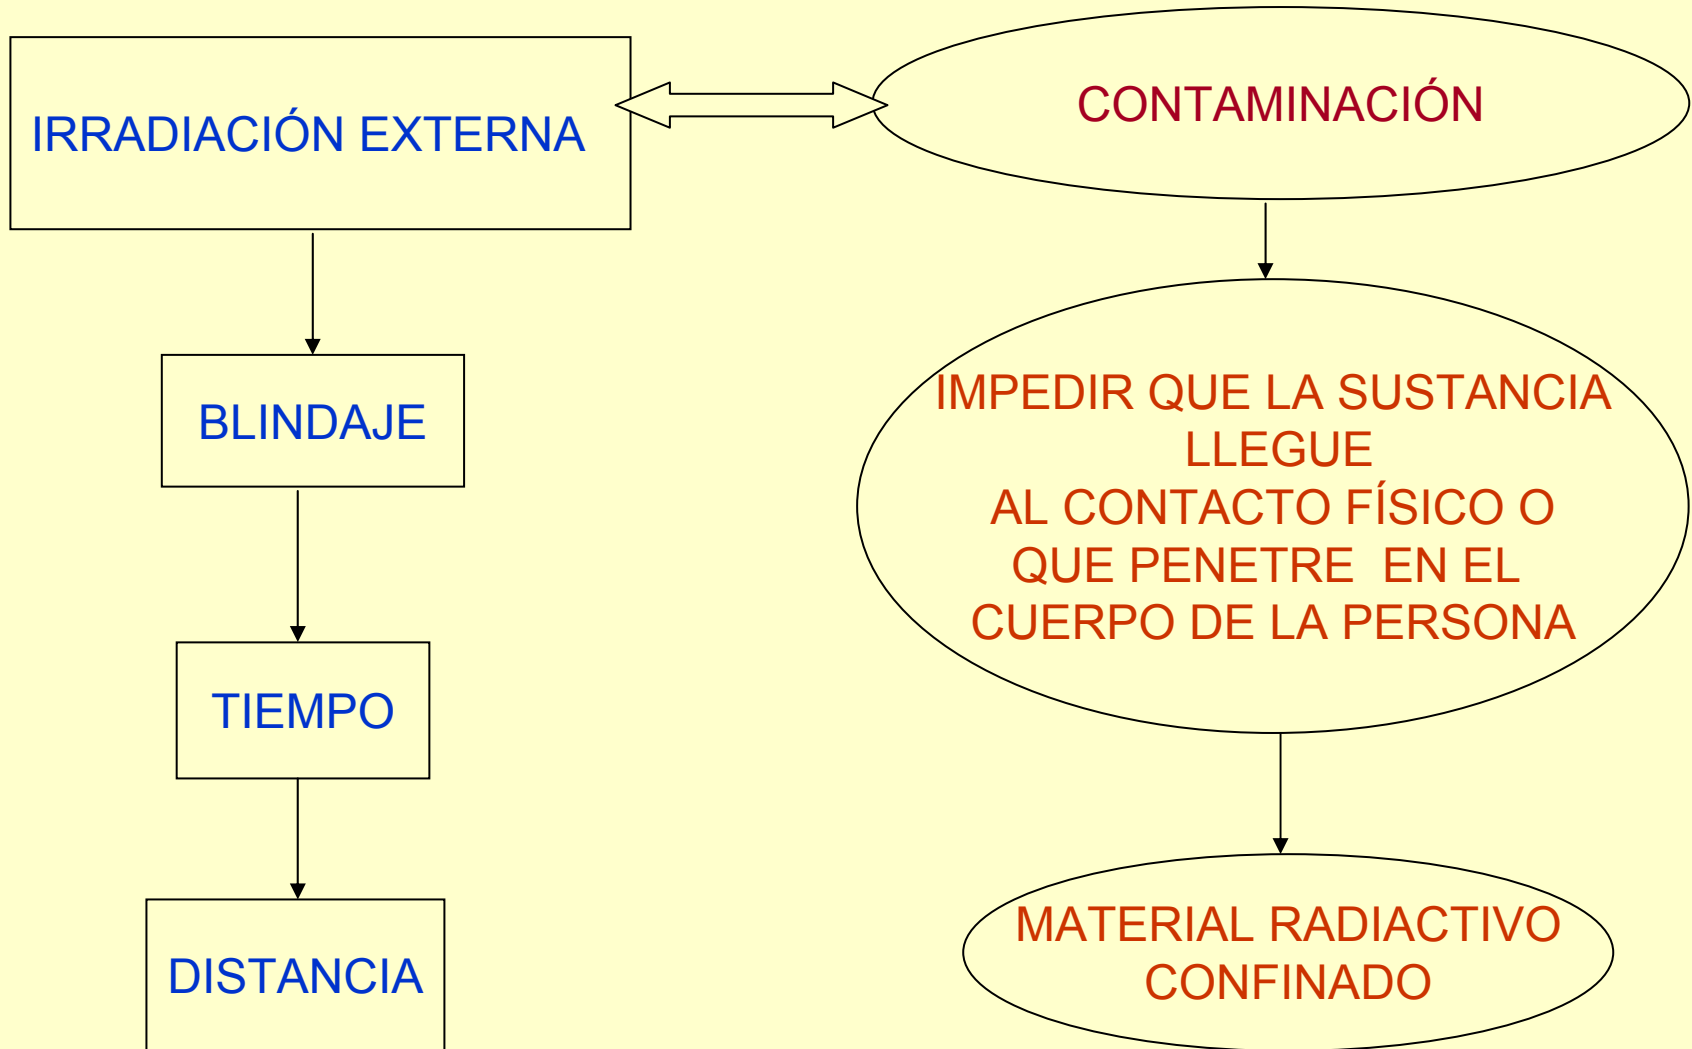 IRRADIACIÓN EXTERNA
BLINDAJE
TIEMPO
DISTANCIA
CONTAMINACIÓN
IMPEDIR QUE LA SUSTANCIA
LLEGUE
AL CONTACTO FÍSICO O
QUE PENETRE EN EL
CUERPO DE LA PERSONA
MATERIAL RADIACTIVO
CONFINADO